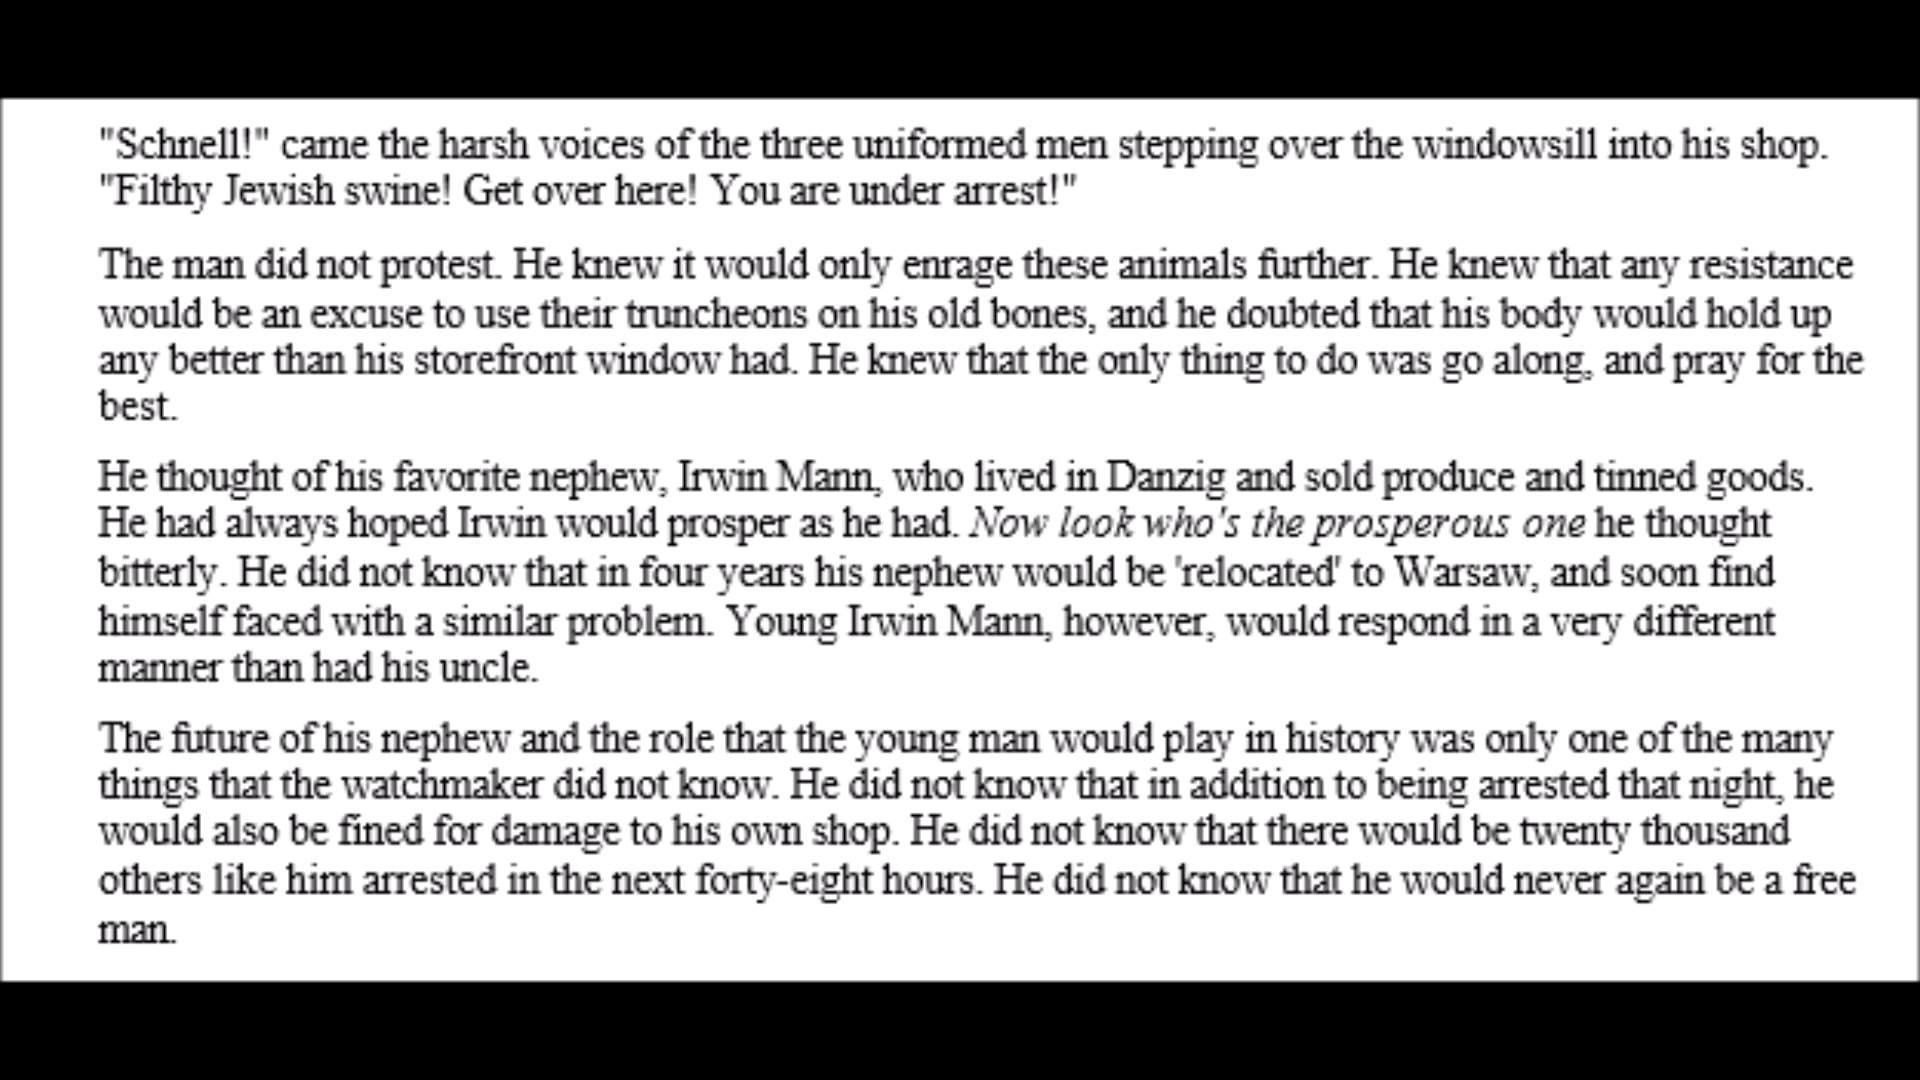 "Schnell!" came the harsh voices of the three uniformed men stepping over the windowsill into his shop.
"Filthy Jewish swine! Get over here! You are under arrest!"
The man did not protest. He knew it would only enrage these animals further. He knew that any resistance
would be an excuse to use their truncheons on his old bones, and he doubted that his body would hold up
any better than his storefront window had. He knew that the only thing to do was go along, and pray for the
best.
He thought of his favorite nephew, Irwin Mann, who lived in Danzig and sold produce and tinned goods.
He had always hoped Irwin would prosper as he had. Now look who's the prosperous one he thought
bitterly. He did not know that in four years his nephew would be 'relocated' to Warsaw, and soon find
himself faced with a similar problem. Young Irwin Mann, however, would respond in a very different
manner than had his uncle.
The future of his nephew and the role that the young man would play in history was only one of the many
things that the watchmaker did not know. He did not know that in addition to being arrested that night, he
would also be fined for damage to his own shop. He did not know that there would be twenty thousand
others like him arrested in the next forty-eight hours. He did not know that he would never again be a free
man.